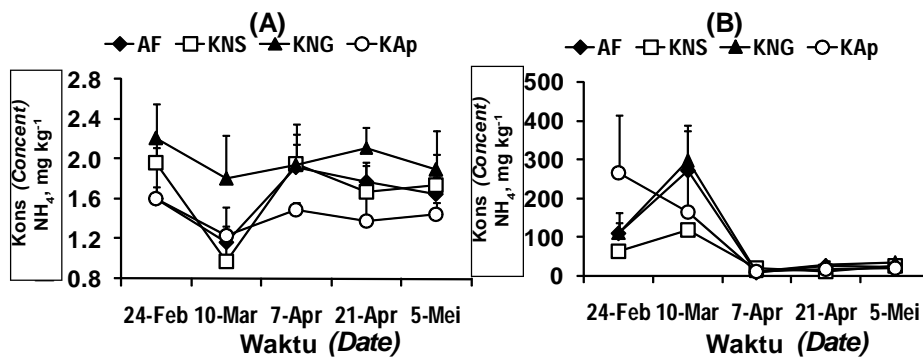 (A)
AF KNS KNG KAp
Kons (Concent)
NH4, mg kg-1
2.8
2.4
2.0
1.6
1.2
0.8
24-Feb 10-Mar 7-Apr 21-Apr 5-Mei
Waktu (Date)
(B)
AF KNS KNG KAp
Kons (Concent)
NH4, mg kg-1
500
400
300
200
100
0
24-Feb 10-Mar 7-Apr 21-Apr 5-Mei
Waktu (Date)